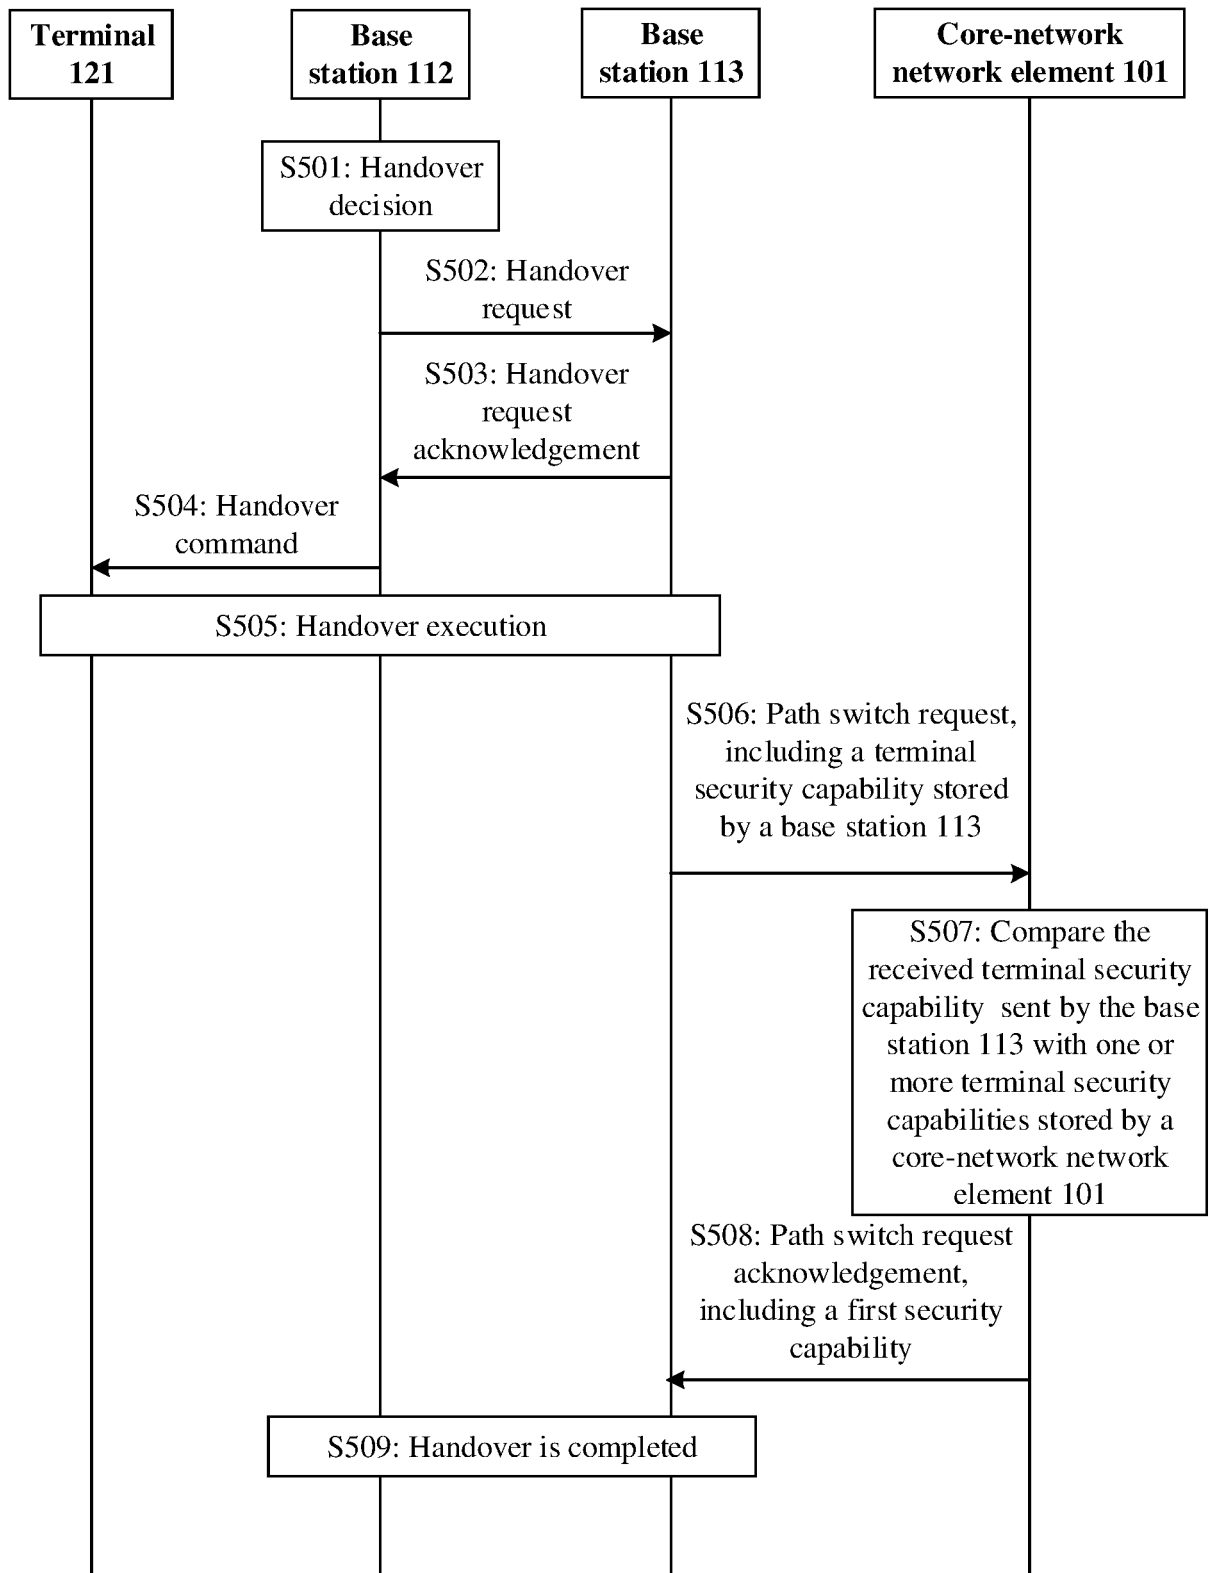 Terminal
121
Base
station 112
Base
station 113
Core-network
network element 101
S501: Handover
decision
S502: Handover
request
S503: Handover
request
acknowledgement
S504: Handover
command
S505: Handover execution
S506: Path switch request,
including a terminal
security capability stored
by a base station 113
S507: Compare the
received terminal security
capability sent by the base
station 113 with one or
more terminal security
capabilities stored by a
core-network network
element 101
S508: Path switch request
acknowledgement,
including a first security
capability
S509: Handover is completed